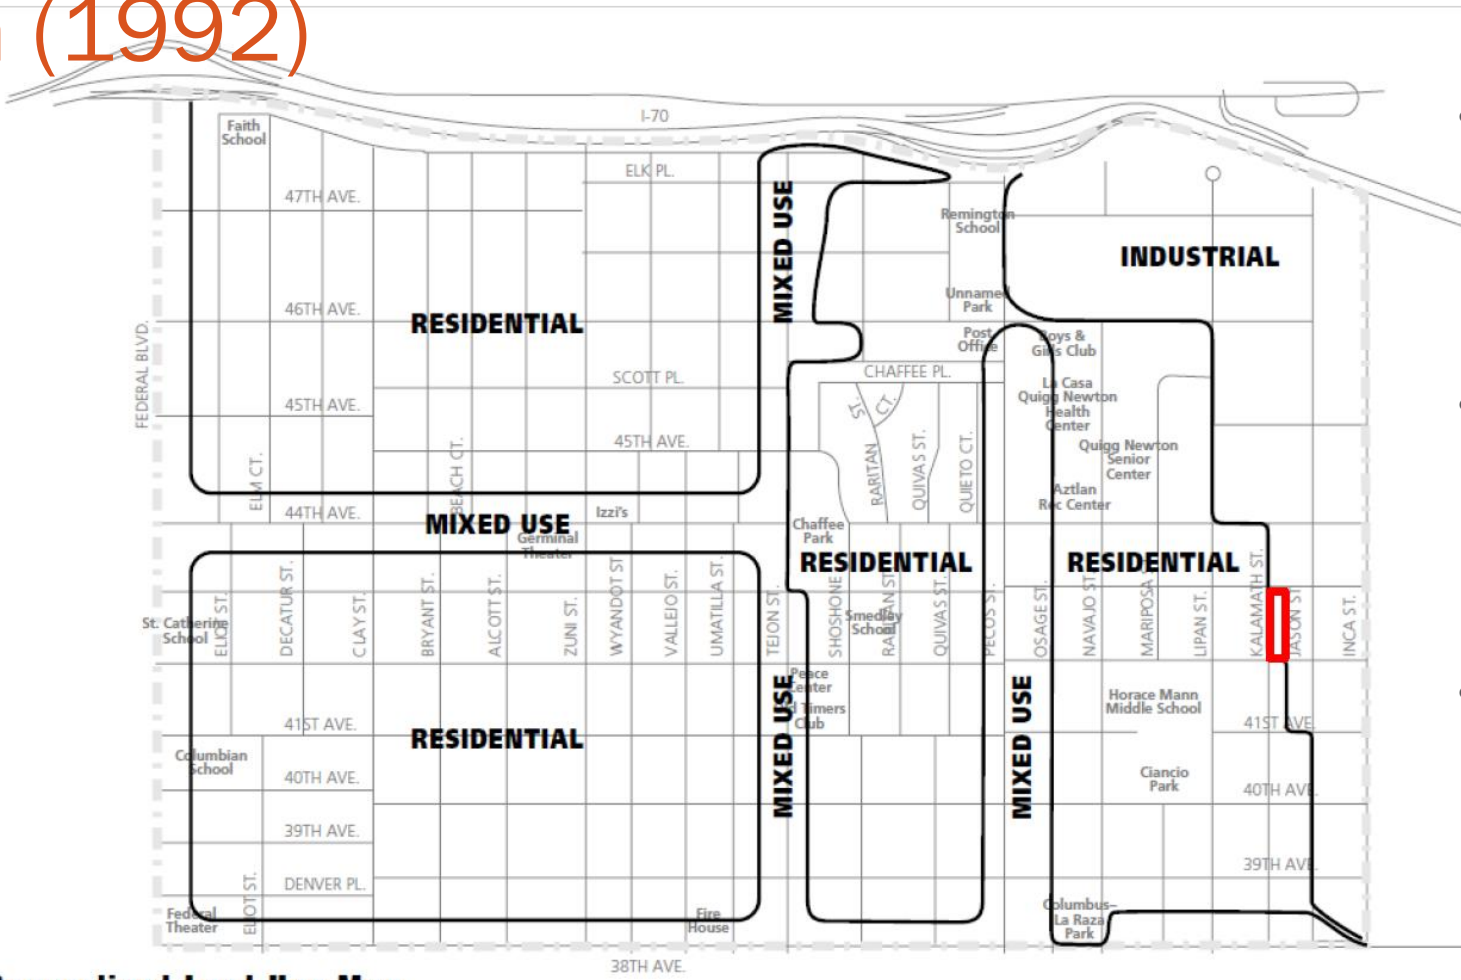 (1992)
I-70
Faith
School
ELK PL.
47TH AVE.
MIXED USE
Remington
School
INDUSTRIAL
Unnamed
Park
46TH AVE.
RESIDENTIAL
FEDERAL BLVD.
Post
Office
Boys &
Girls Club
CHAFFEE PL.
SCOTT PL.
La Casa
Quigg Newton
Health
Center
45TH AVE.
ST.
CT.
45TH AVE.
Quigg Newton
Senior
Center
ELM CT.
BEACH CT.
RARITAN
QUIVAS ST.
QUIETO CT.
Aztlan
Rec Center
44TH AVE.
Izzi's
MIXED USE
Germinal
Theater
Chaffee
Park
RESIDENTIAL
RESIDENTIAL
St. Catherine
School
ELIOT ST.
DECATUR ST.
CLAY ST.
BRYANT ST.
ALCOTT ST.
ZUNI ST.
WYANDOT ST
VALLEJO ST.
UMATILLA ST.
TEJON ST.
SHOSHONE
Smedley
School
RARITAN ST.
QUIVAS ST.
PECOS ST.
OSAGE ST.
NAVAJO ST
MARIPOSA
LIPAN ST.
KALAMATH ST.
JASON ST
INCA ST.
Peace
Center
Old Timers
Club
MIXED USE
MIXED USE
Horace Mann
Middle School
41ST AVE.
41ST AVE.
RESIDENTIAL
Columbian
School
40TH AVE.
Ciancio
Park
40TH AVE.
39TH AVE.
39TH AVE.
DENVER PL.
ELIOT ST.
Federal
Theater
Fire
House
Columbus–
La Raza
Park
38TH AVE.